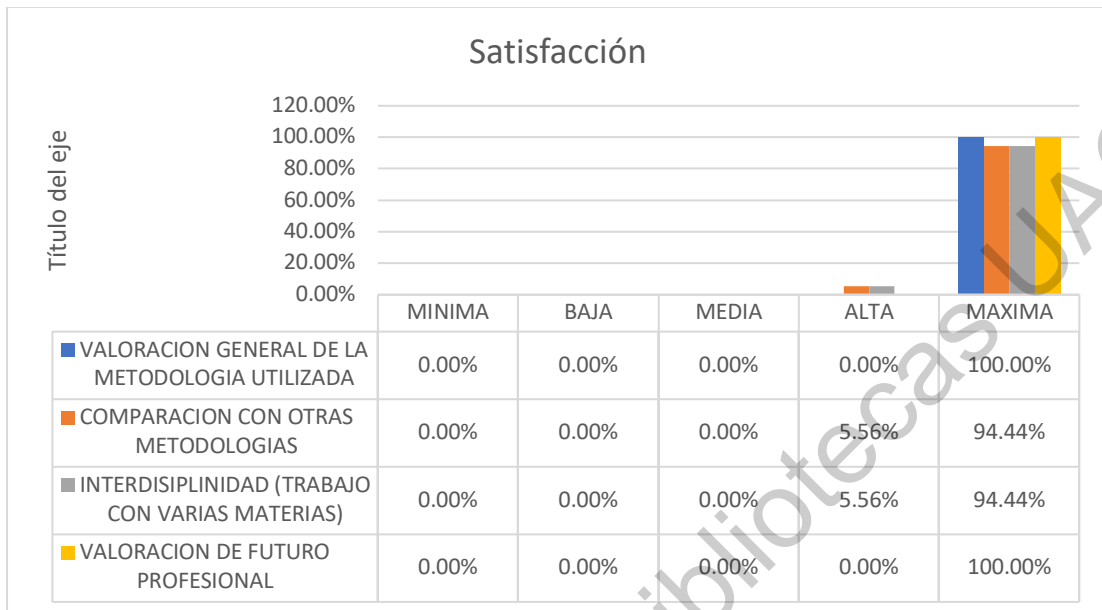 Satisfacción
Título del eje
120.00%
100.00%
80.00%
60.00%
40.00%
20.00%
0.00%
MINIMA BAJA MEDIA ALTA MAXIMA
VALORACION GENERAL DE LA
METODOLOGIA UTILIZADA
0.00% 0.00% 0.00% 0.00% 100.00%
COMPARACION CON OTRAS
METODOLOGIAS
0.00% 0.00% 0.00% 5.56% 94.44%
INTERDISIPLINIDAD (TRABAJO
CON VARIAS MATERIAS)
0.00% 0.00% 0.00% 5.56% 94.44%
VALORACION DE FUTURO
PROFESIONAL
0.00% 0.00% 0.00% 0.00% 100.00%